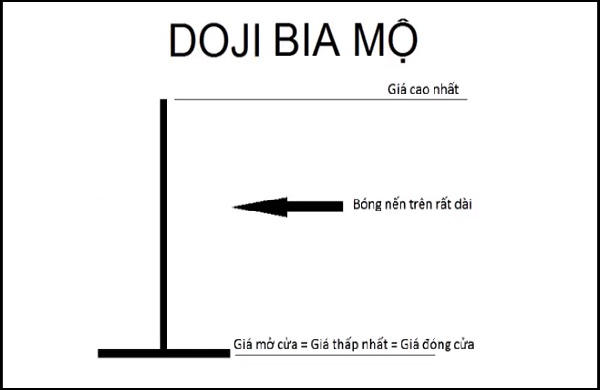 DOJI BIA MỘ
Giá cao nhất
Bóng nến trên rất dài
Giá mở cửa = Giá thấp nhất = Giá đóng cửa